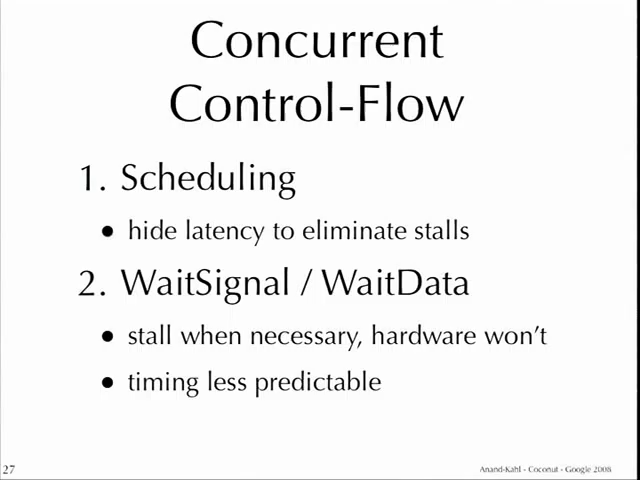 Concurrent
Control-Flow
1. Scheduling
• hide latency to eliminate stalls
2. WaitSignal / WaitData
• stall when necessary, hardware won't
• timing less predictable
27
Anand-Kahl - Coconut - Google 2008